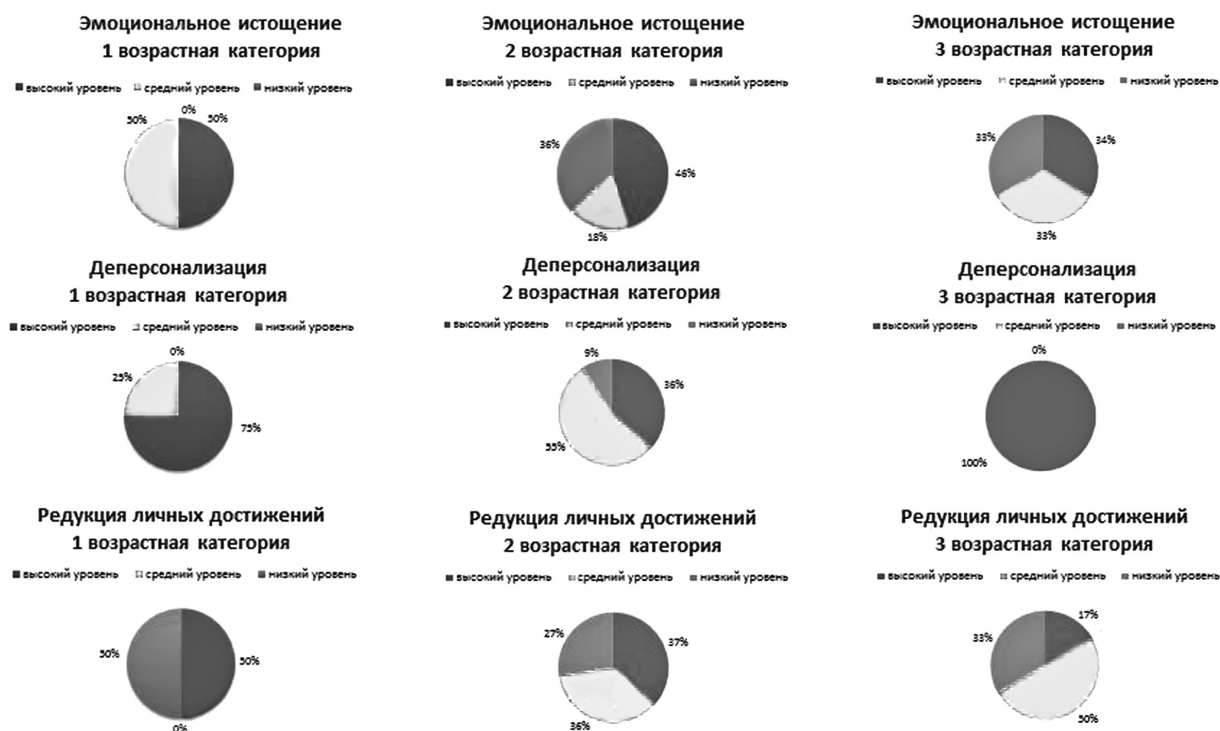 Эмоциональное истощение
1 возрастная категория
высокий уровень средний уровень низкий уровень
50% 0% 50%
Эмоциональное истощение
2 возрастная категория
высокий уровень средний уровень низкий уровень
36%
46%
18%
Эмоциональное истощение
3 возрастная категория
высокий уровень средний уровень низкий уровень
33% 34%
33%
Деперсонализация
1 возрастная категория
высокий уровень средний уровень низкий уровень
0%
25%
75%
Деперсонализация
2 возрастная категория
высокий уровень средний уровень низкий уровень
9%
36%
55%
Деперсонализация
3 возрастная категория
высокий уровень средний уровень низкий уровень
0%
100%
Редукция личных достижений
1 возрастная категория
высокий уровень средний уровень низкий уровень
50% 50%
0%
Редукция личных достижений
2 возрастная категория
высокий уровень средний уровень низкий уровень
27% 37%
36%
Редукция личных достижений
3 возрастная категория
высокий уровень средний уровень низкий уровень
17%
33%
50%